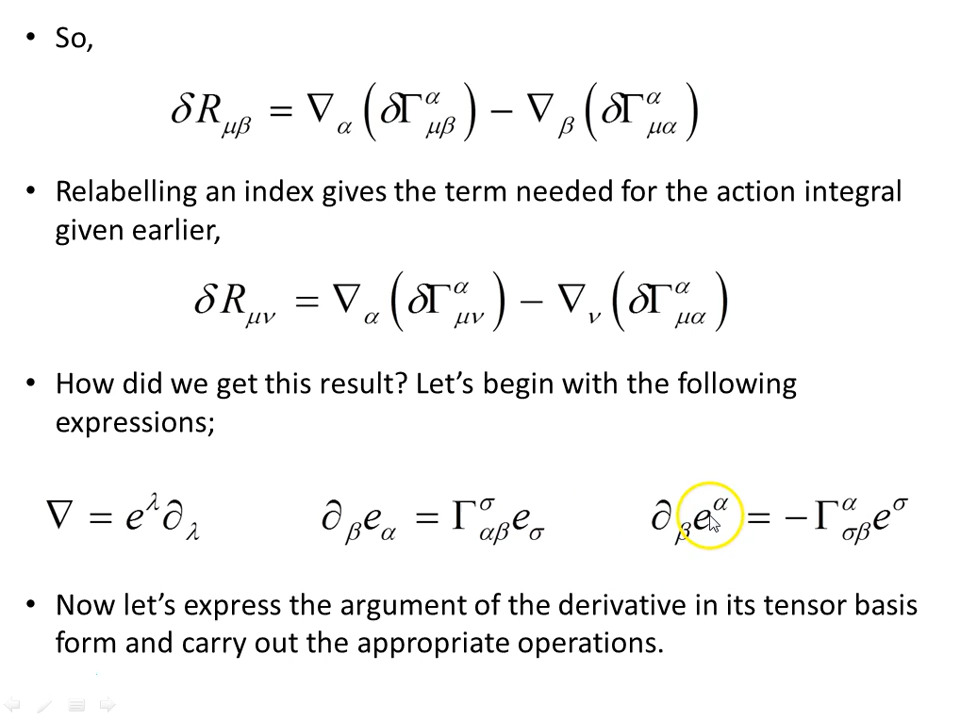 • So,
δR_{μβ} = ∇_α (δΓ^α_{μβ}) − ∇_β (δΓ^α_{μα})
• Relabelling an index gives the term needed for the action integral
given earlier,
δR_{μν} = ∇_α (δΓ^α_{μν}) − ∇_ν (δΓ^α_{μα})
• How did we get this result? Let’s begin with the following
expressions;
∇ = e^λ ∂_λ    ∂_β e_α = Γ^σ_{αβ} e_σ    ∂_β e^α = −Γ^α_{σβ} e^σ
• Now let’s express the argument of the derivative in its tensor basis
form and carry out the appropriate operations.